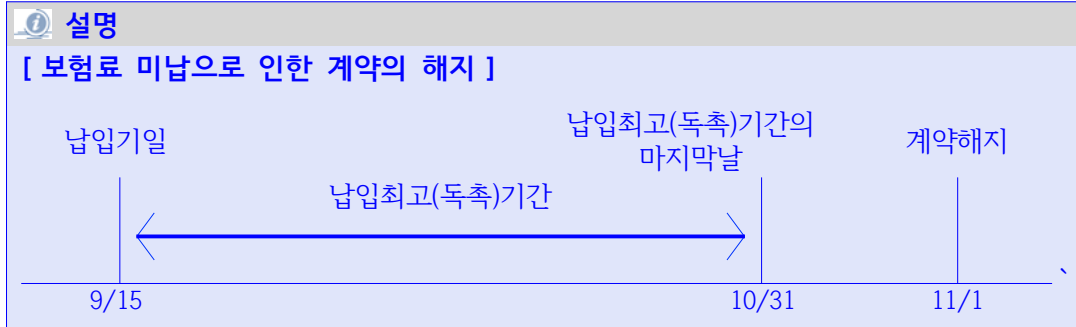 설명
[ 보험료 미납으로 인한 계약의 해지 ]
납입기일
납입최고(독촉)기간의
마지막날
계약해지
납입최고(독촉)기간
9/15
10/31
11/1
、